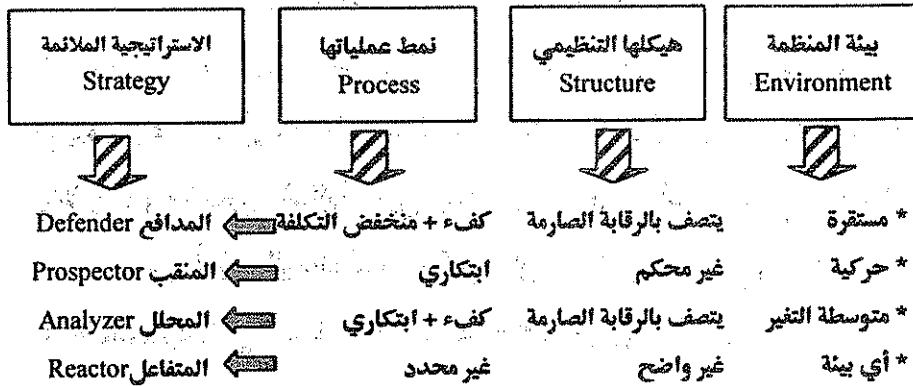 بيئة المنظمة
Environment
هيكلها التنظيمي
Structure
نمط عملياتها
Process
الاستراتيجية الملائمة
Strategy
* مستقرة يتصف بالرقابة الصارمة كفء + منخفض التكلفة المدافع Defender
* حركية غير محكم ابتكاري المنقب Prospector
* متوسطة التغير يتصف بالرقابة الصارمة كفء + ابتكاري المحلل Analyzer
* أي بيئة غير واضح غير محدد المتفاعل Reactor